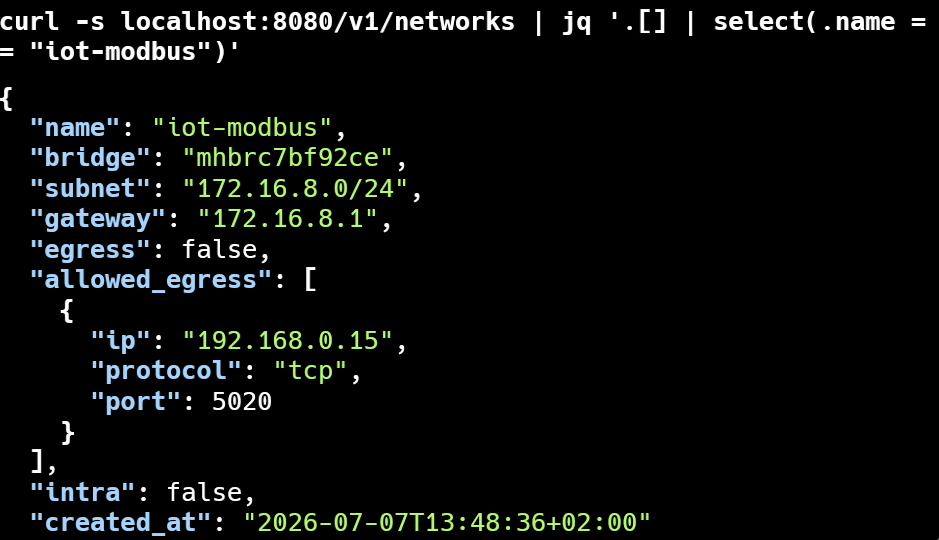 curl -s localhost:8080/v1/networks | jq '.[] | select(.name =
= "iot-modbus")'
{
  "name": "iot-modbus",
  "bridge": "mhbrc7bf92ce",
  "subnet": "172.16.8.0/24",
  "gateway": "172.16.8.1",
  "egress": false,
  "allowed_egress": [
    {
      "ip": "192.168.0.15",
      "protocol": "tcp",
      "port": 5020
    }
  ],
  "intra": false,
  "created_at": "2026-07-07T13:48:36+02:00"